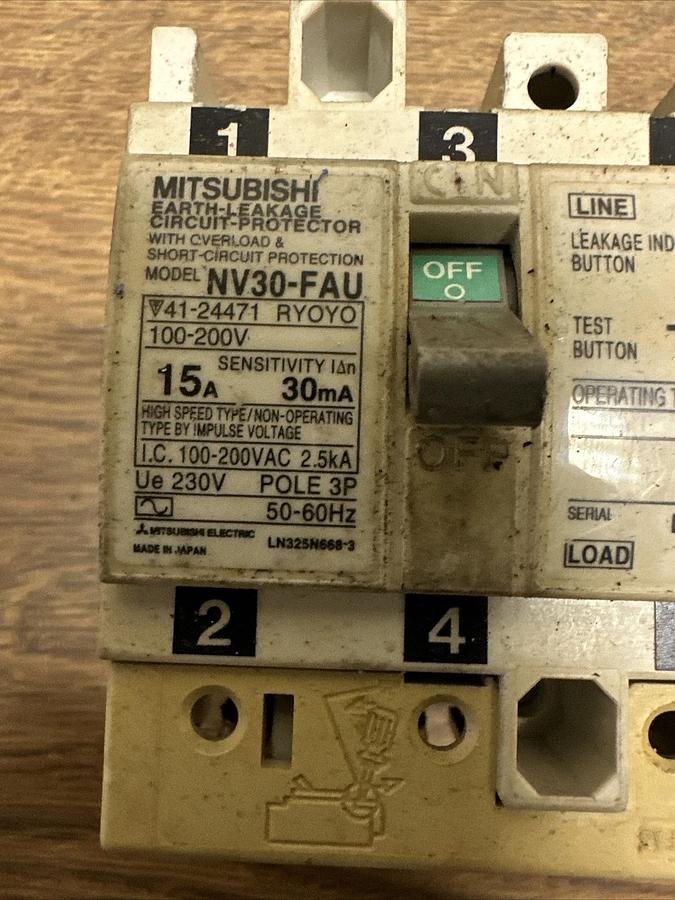 1
3
MITSUBISHI
EARTH-LEAKAGE
CIRCUIT-PROTECTOR
WITH OVERLOAD &
SHORT-CIRCUIT PROTECTION
MODEL NV30-FAU
41-24471 RYOYO
100-200V
SENSITIVITY I∆n
15A 30mA
HIGH SPEED TYPE/NON-OPERATING
TYPE BY IMPULSE VOLTAGE
I.C. 100-200VAC 2.5kA
Ue 230V POLE 3P
50-60Hz
MITSUBISHI ELECTRIC
MADE IN JAPAN LN325N668-3
ON
OFF
O
OFF
LINE
LEAKAGE IND
BUTTON
TEST
BUTTON
OPERATING T
SERIAL
LOAD
2
4